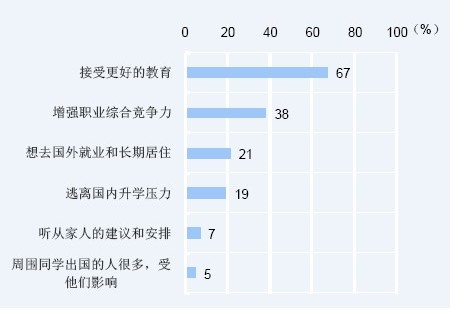 0 20 40 60 80 100 (%)
接受更好的教育 67
增强职业综合竞争力 38
想去国外就业和长期居住 21
逃离国内升学压力 19
听从家人的建议和安排 7
周围同学出国的人很多，受
他们影响 5